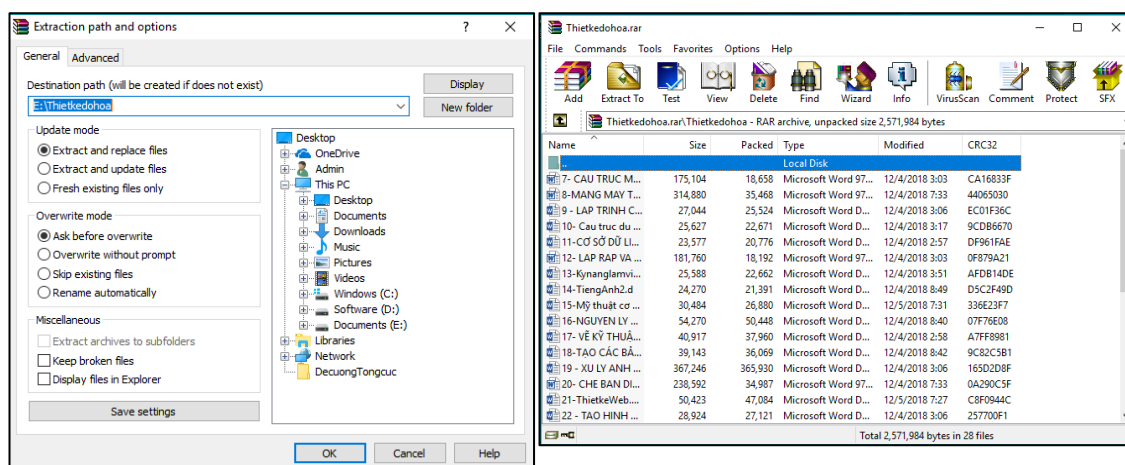 Extraction path and options
General Advanced
Destination path (will be created if does not exist)
Display
E:\Thietkedohoa
New folder
Update mode
Extract and replace files
Extract and update files
Fresh existing files only
Overwrite mode
Ask before overwrite
Overwrite without prompt
Skip existing files
Rename automatically
Miscellaneous
Extract archives to subfolders
Keep broken files
Display files in Explorer
Save settings
Desktop
OneDrive
Admin
This PC
Desktop
Documents
Downloads
Music
Pictures
Videos
Windows (C:)
Software (D:)
Documents (E:)
Libraries
Network
DecuongTongcuc
OK Cancel Help
Thietkedohoa.rar
File Commands Tools Favorites Options Help
Add Extract To Test View Delete Find Wizard Info VirusScan Comment Protect SFX
Thietkedohoa.rar\Thietkedohoa - RAR archive, unpacked size 2,571,984 bytes
Name Size Packed Type Modified CRC32
.. Local Disk
7- CAU TRUC M... 175,104 18,658 Microsoft Word 97... 12/4/2018 3:03 CA16833F
8-MANG MAY T... 314,880 35,468 Microsoft Word 97... 12/4/2018 7:33 44065030
9 - LAP TRINH C... 27,044 25,524 Microsoft Word D... 12/4/2018 3:06 EC01F36C
10- Cau truc du ... 25,627 22,671 Microsoft Word D... 12/4/2018 3:17 9CDB6670
11-CƠ SỞ DỮ LI... 23,577 20,776 Microsoft Word D... 12/4/2018 2:57 DF961FAE
12- LAP RAP VA ... 181,760 18,192 Microsoft Word 97... 12/4/2018 3:03 0F879A21
13-Kynanglamvi... 25,588 22,662 Microsoft Word D... 12/4/2018 3:51 AFDB14DE
14-TiengAnh2.d 24,270 21,391 Microsoft Word D... 12/4/2018 8:49 D5C2F49D
15-Mỹ thuật cơ ... 30,484 26,880 Microsoft Word D... 12/5/2018 7:31 336E23F7
16-NGUYEN LY ... 54,270 50,448 Microsoft Word D... 12/4/2018 8:40 07F76E08
17- VẼ KỸ THUẬ... 40,917 37,960 Microsoft Word D... 12/4/2018 2:58 A7FF8981
18-TẠO CÁC BẢ... 39,143 36,069 Microsoft Word D... 12/4/2018 8:42 9C82C5B1
19 - XU LY ANH ... 367,246 365,930 Microsoft Word D... 12/4/2018 3:06 165D2D8F
20- CHE BAN DI... 238,592 34,987 Microsoft Word 97... 12/4/2018 7:33 0A290C5F
21-ThietkeWeb.... 50,423 47,084 Microsoft Word D... 12/5/2018 7:27 C8F0944C
22 - TAO HINH ... 28,924 27,121 Microsoft Word D... 12/4/2018 3:06 257700F1
Total 2,571,984 bytes in 28 files